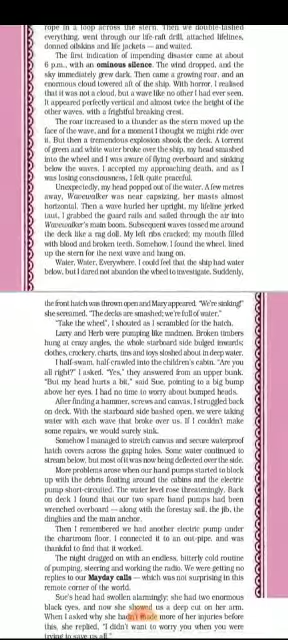 rope in a loop across the stern. Then we double-lashed
everything, went through our life-raft drill, attached lifelines,
donned oilskins and life jackets — and waited.
The first indication of impending disaster came at about
6 p.m., with an ominous silence. The wind dropped, and the
sky immediately grew dark. Then came a growing roar, and an
enormous cloud towered aft of the ship. With horror, I realised
that it was not a cloud, but a wave like no other I had ever seen.
It appeared perfectly vertical and almost twice the height of the
other waves, with a frightful breaking crest.
The roar increased to a thunder as the stern moved up the
face of the wave, and for a moment I thought we might ride over
it. But then a tremendous explosion shook the deck. A torrent
of green and white water broke over the ship, my head smashed
into the wheel and I was aware of flying overboard and sinking
below the waves. I accepted my approaching death, and as I
was losing consciousness, I felt quite peaceful.
Unexpectedly, my head popped out of the water. A few metres
away, Wavewalker was near capsizing, her masts almost
horizontal. Then a wave hurled her upright, my lifeline jerked
taut, I grabbed the guard rails and sailed through the air into
Wavewalker's main boom. Subsequent waves tossed me around
the deck like a rag doll. My left ribs cracked; my mouth filled
with blood and broken teeth. Somehow, I found the wheel, lined
up the stern for the next wave and hung on.
Water, Water, Everywhere. I could feel that the ship had water
below, but I dared not abandon the wheel to investigate. Suddenly,
the front hatch was thrown open and Mary appeared. "We're sinking!"
she screamed. "The decks are smashed; we're full of water."
"Take the wheel", I shouted as I scrambled for the hatch.
Larry and Herb were pumping like madmen. Broken timbers
hung at crazy angles, the whole starboard side bulged inwards;
clothes, crockery, charts, tins and toys sloshed about in deep water.
I half-swam, half-crawled into the children's cabin. "Are you
all right?" I asked. "Yes," they answered from an upper bunk.
"But my head hurts a bit," said Sue, pointing to a big bump
above her eyes. I had no time to worry about bumped heads.
After finding a hammer, screws and canvas, I struggled back
on deck. With the starboard side bashed open, we were taking
water with each wave that broke over us. If I couldn't make
some repairs, we would surely sink.
Somehow I managed to stretch canvas and secure waterproof
hatch covers across the gaping holes. Some water continued to
stream below, but most of it was now being deflected over the side.
More problems arose when our hand pumps started to block
up with the debris floating around the cabins and the electric
pump short-circuited. The water level rose threateningly. Back
on deck I found that our two spare hand pumps had been
wrenched overboard — along with the forestay sail, the jib, the
dinghies and the main anchor.
Then I remembered we had another electric pump under
the chartroom floor. I connected it to an out-pipe, and was
thankful to find that it worked.
The night dragged on with an endless, bitterly cold routine
of pumping, steering and working the radio. We were getting no
replies to our Mayday calls — which was not surprising in this
remote corner of the world.
Sue's head had swollen alarmingly; she had two enormous
black eyes, and now she showed us a deep cut on her arm.
When I asked why she hadn't made more of her injuries before
this, she replied, "I didn't want to worry you when you were
trying to save us all."